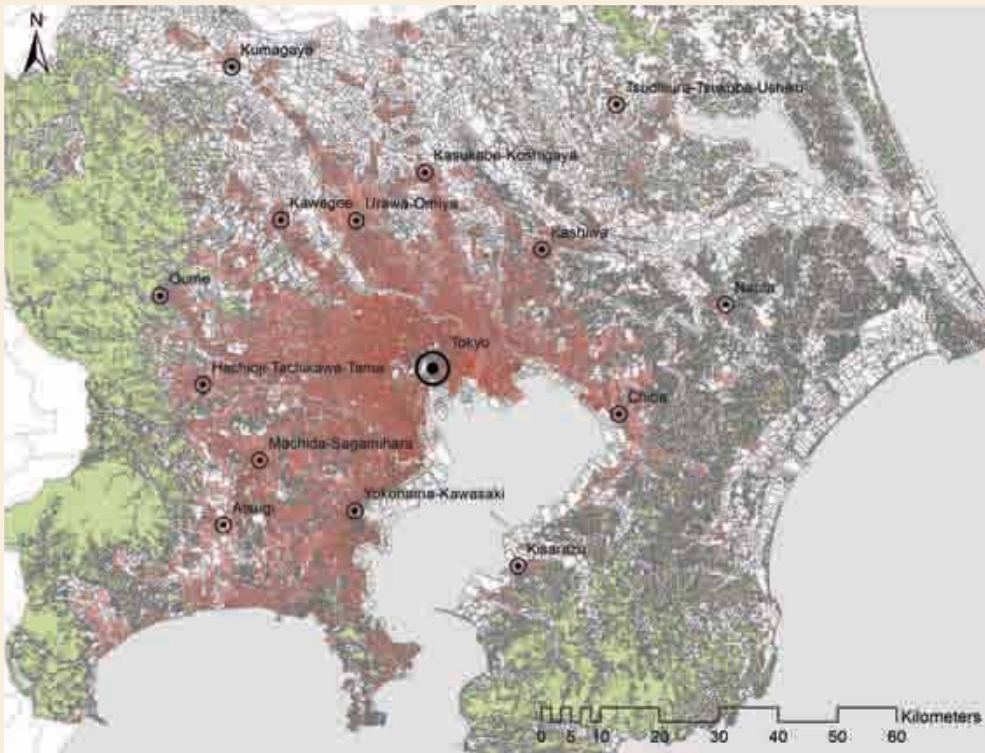 N
Kumagaya
Tsuchiura-Tsukuba-Ushiku
Kasukabe-Koshigaya
Kawagoe
Urawa-Omiya
Kashiwa
Oume
Narita
Tokyo
Hachioji-Tachikawa-Tama
Chiba
Machida-Sagamihara
Yokohama-Kawasaki
Atsugi
Kisarazu
Kilometers
0 5 10 20 30 40 50 60